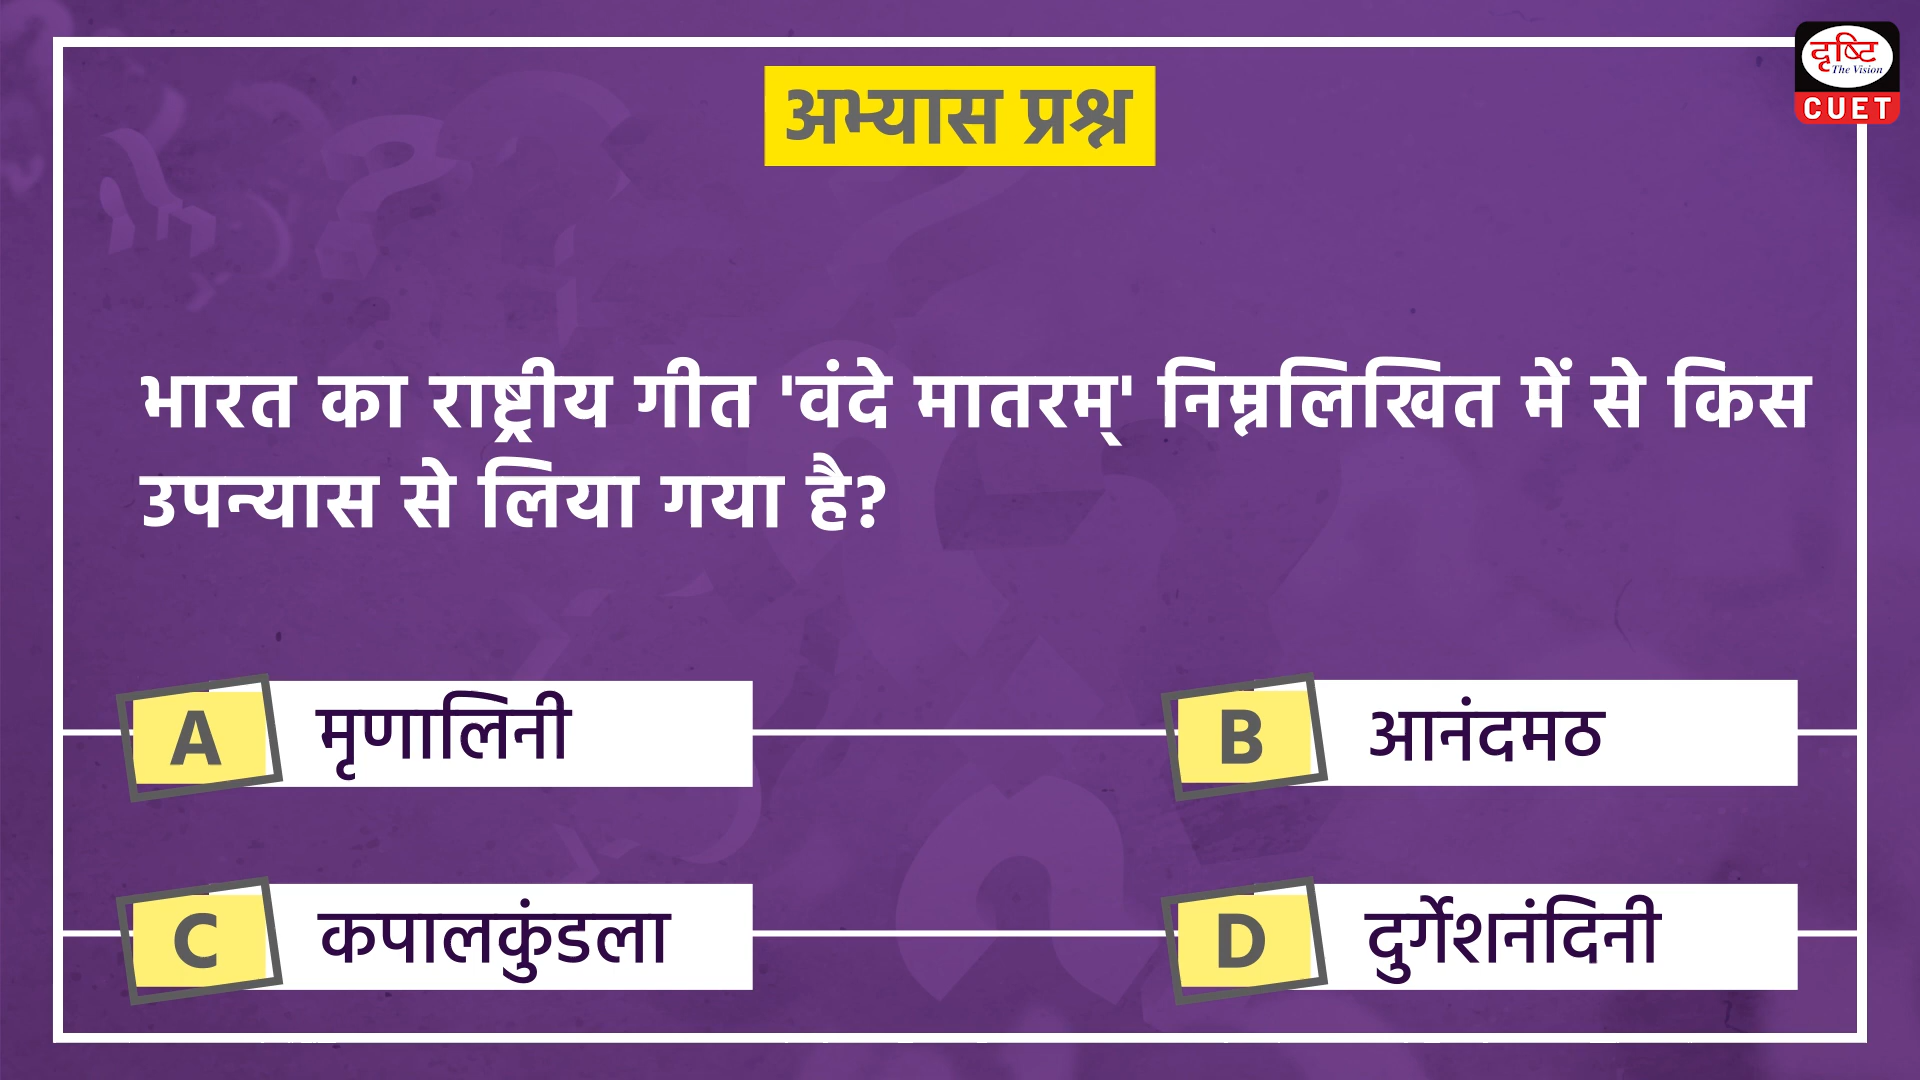 दृष्टि
The Vision
CUET
अभ्यास प्रश्न
भारत का राष्ट्रीय गीत 'वंदे मातरम्' निम्नलिखित में से किस
उपन्यास से लिया गया है?
A मृणालिनी
B आनंदमठ
C कपालकुंडला
D दुर्गेशनंदिनी